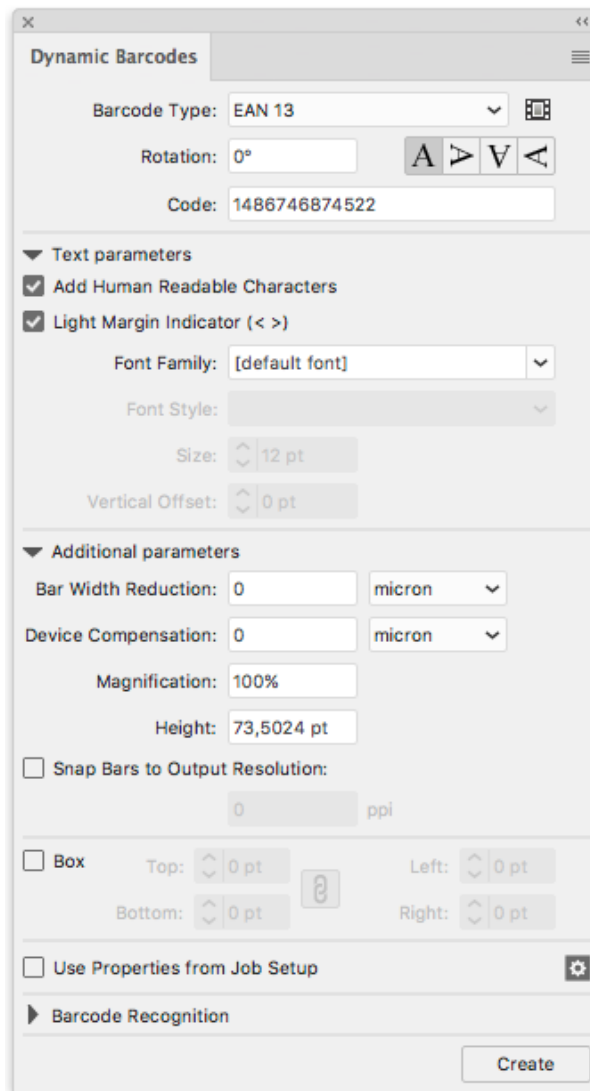 Dynamic Barcodes
Barcode Type: EAN 13
Rotation: 0° A A A A
Code: 1486746874522
Text parameters
Add Human Readable Characters
Light Margin Indicator (< >)
Font Family: [default font]
Font Style:
Size: 12 pt
Vertical Offset: 0 pt
Additional parameters
Bar Width Reduction: 0 micron
Device Compensation: 0 micron
Magnification: 100%
Height: 73,5024 pt
Snap Bars to Output Resolution:
0 ppi
Box Top: 0 pt Left: 0 pt
Bottom: 0 pt Right: 0 pt
Use Properties from Job Setup
Barcode Recognition
Create